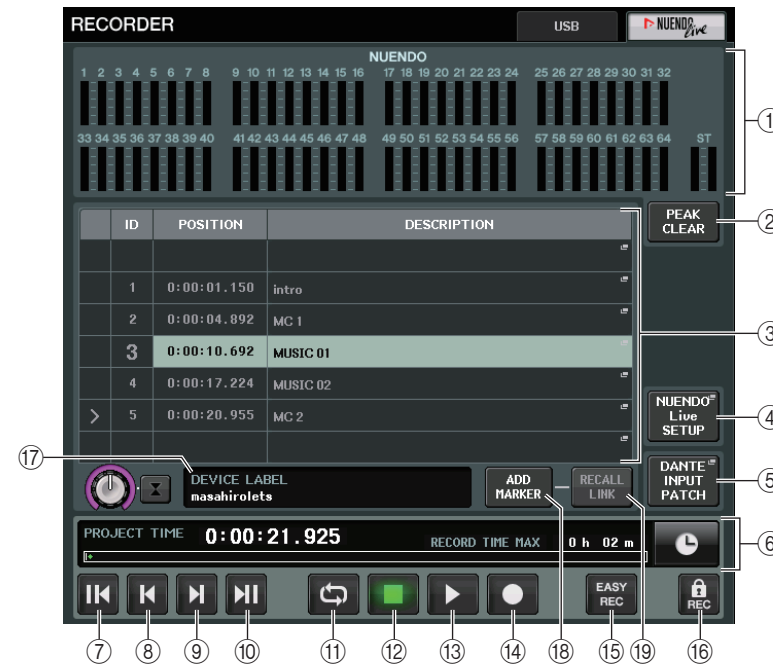 RECORDER USB NUENDO Live
NUENDO
1 2 3 4 5 6 7 8 9 10 11 12 13 14 15 16 17 18 19 20 21 22 23 24 25 26 27 28 29 30 31 32
①
33 34 35 36 37 38 39 40 41 42 43 44 45 46 47 48 49 50 51 52 53 54 55 56 57 58 59 60 61 62 63 64 ST
ID POSITION DESCRIPTION
PEAK
CLEAR
②
1 0:00:01.150 intro
2 0:00:04.892 MC 1
③
3 0:00:10.692 MUSIC 01
4 0:00:17.224 MUSIC 02
5 0:00:20.955 MC 2
NUENDO
Live
SETUP
④
⑰
DEVICE LABEL
masahirolets
ADD
MARKER
RECALL
LINK
DANTE
INPUT
PATCH
⑤
PROJECT TIME 0:00:21.925 RECORD TIME MAX 0 h 02 m
⑥
EASY
REC
REC
⑦ ⑧ ⑨ ⑩ ⑪ ⑫ ⑬ ⑭ ⑱ ⑮ ⑲ ⑯